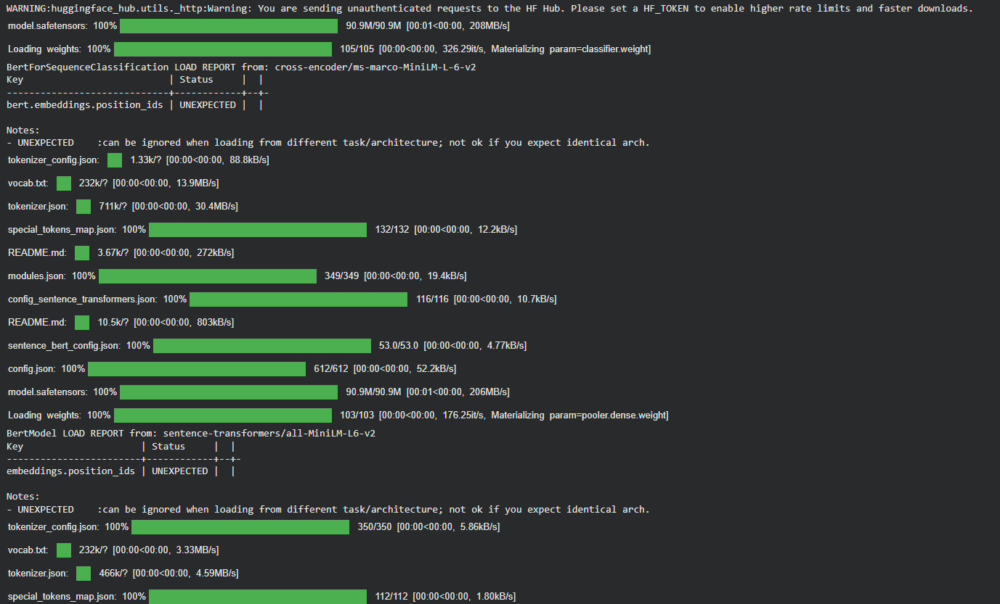 WARNING:huggingface_hub.utils._http:Warning: You are sending unauthenticated requests to the HF Hub. Please set a HF_TOKEN to enable higher rate limits and faster downloads.
model.safetensors: 100% 90.9M/90.9M [00:01<00:00, 208MB/s]
Loading weights: 100% 105/105 [00:00<00:00, 326.29it/s, Materializing param=classifier.weight]
BertForSequenceClassification LOAD REPORT from: cross-encoder/ms-marco-MiniLM-L-6-v2
Key                          | Status     |  |
-----------------------------+------------+--+-
bert.embeddings.position_ids | UNEXPECTED |  |
Notes:
- UNEXPECTED    :can be ignored when loading from different task/architecture; not ok if you expect identical arch.
tokenizer_config.json: 1.33k/? [00:00<00:00, 88.8kB/s]
vocab.txt: 232k/? [00:00<00:00, 13.9MB/s]
tokenizer.json: 711k/? [00:00<00:00, 30.4MB/s]
special_tokens_map.json: 100% 132/132 [00:00<00:00, 12.2kB/s]
README.md: 3.67k/? [00:00<00:00, 272kB/s]
modules.json: 100% 349/349 [00:00<00:00, 19.4kB/s]
config_sentence_transformers.json: 100% 116/116 [00:00<00:00, 10.7kB/s]
README.md: 10.5k/? [00:00<00:00, 803kB/s]
sentence_bert_config.json: 100% 53.0/53.0 [00:00<00:00, 4.77kB/s]
config.json: 100% 612/612 [00:00<00:00, 52.2kB/s]
model.safetensors: 100% 90.9M/90.9M [00:01<00:00, 206MB/s]
Loading weights: 100% 103/103 [00:00<00:00, 176.25it/s, Materializing param=pooler.dense.weight]
BertModel LOAD REPORT from: sentence-transformers/all-MiniLM-L6-v2
Key                     | Status     |  |
------------------------+------------+--+-
embeddings.position_ids | UNEXPECTED |  |
Notes:
- UNEXPECTED    :can be ignored when loading from different task/architecture; not ok if you expect identical arch.
tokenizer_config.json: 100% 350/350 [00:00<00:00, 5.86kB/s]
vocab.txt: 232k/? [00:00<00:00, 3.33MB/s]
tokenizer.json: 466k/? [00:00<00:00, 4.59MB/s]
special_tokens_map.json: 100% 112/112 [00:00<00:00, 1.80kB/s]